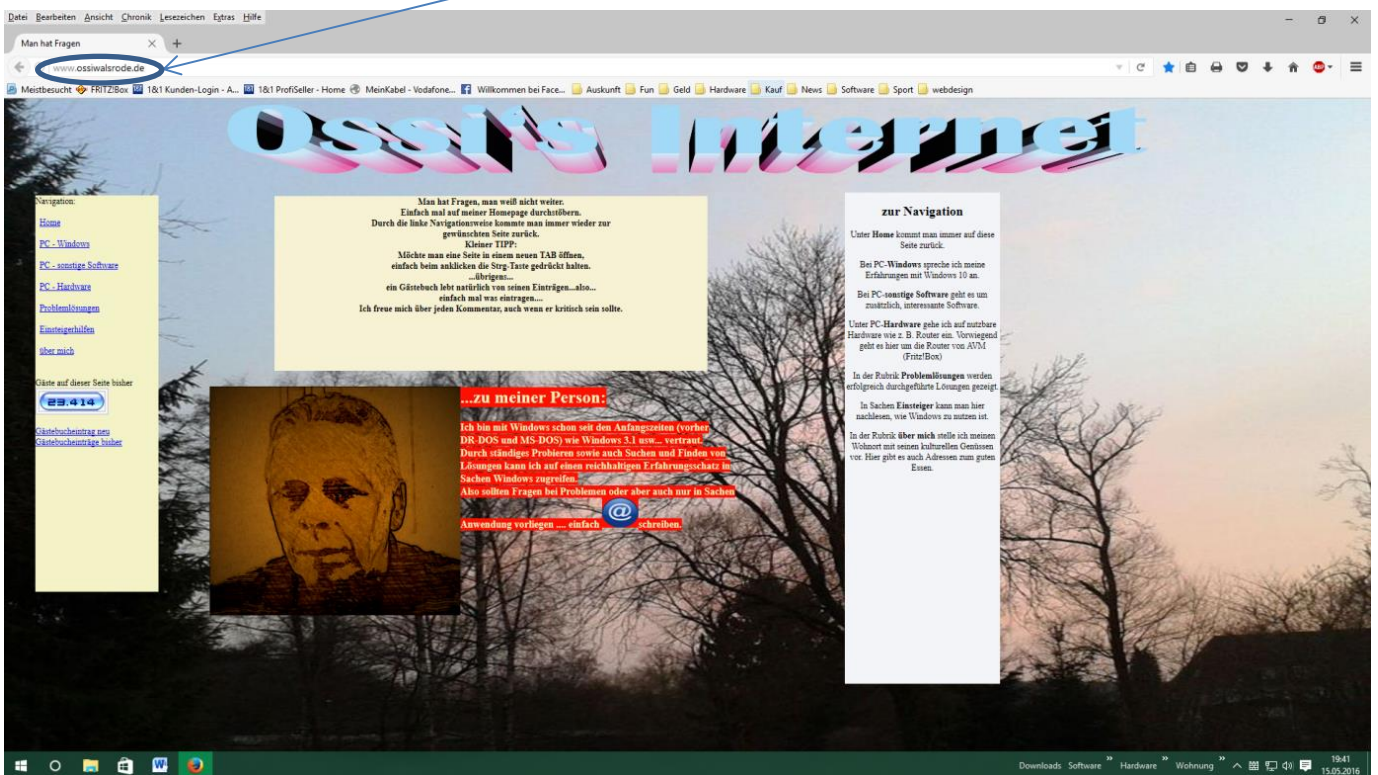 Datei Bearbeiten Ansicht Chronik Lesezeichen Extras Hilfe
Man hat Fragen
www.ossiwalsrode.de
Meistbesucht FRITZ!Box 1&1 Kunden-Login - A... 1&1 ProfiSeller - Home MeinKabel - Vodafone... Willkommen bei Face... Auskunft Fun Geld Hardware Kauf News Software Sport webdesign
Ossi's Internet
Navigation:
Home
PC - Windows
PC - sonstige Software
PC - Hardware
Problemlösungen
Einsteigerhilfen
über mich
Gäste auf dieser Seite bisher
23.414
Gästebucheintrag neu
Gästebucheinträge bisher
Man hat Fragen, man weiß nicht weiter.
Einfach mal auf meiner Homepage durchstöbern.
Durch die linke Navigationsweise kommte man immer wieder zur
gewünschten Seite zurück.
Kleiner TIPP:
Möchte man eine Seite in einem neuen TAB öffnen,
einfach beim anklicken die Strg-Taste gedrückt halten.
...übrigens...
ein Gästebuch lebt natürlich von seinen Einträgen...also...
einfach mal was eintragen....
Ich freue mich über jeden Kommentar, auch wenn er kritisch sein sollte.
...zu meiner Person:
Ich bin mit Windows schon seit den Anfangszeiten (vorher
DR-DOS und MS-DOS) wie Windows 3.1 usw... vertraut.
Durch ständiges Probieren sowie auch Suchen und Finden von
Lösungen kann ich auf einen reichhaltigen Erfahrungsschatz in
Sachen Windows zugreifen.
Also sollten Fragen bei Problemen oder aber auch nur in Sachen
Anwendung vorliegen .... einfach @ schreiben.
zur Navigation
Unter Home kommt man immer auf diese
Seite zurück.
Bei PC-Windows spreche ich meine
Erfahrungen mit Windows 10 an.
Bei PC-sonstige Software geht es um
zusätzlich, interessante Software.
Unter PC-Hardware gehe ich auf nutzbare
Hardware wie z. B. Router ein. Vorwiegend
geht es hier um die Router von AVM
(Fritz!Box)
In der Rubrik Problemlösungen werden
erfolgreich durchgeführte Lösungen gezeigt.
In Sachen Einsteiger kann man hier
nachlesen, wie Windows zu nutzen ist.
In der Rubrik über mich stelle ich meinen
Wohnort mit seinen kulturellen Genüssen
vor. Hier gibt es auch Adressen zum guten
Essen.
Downloads Software » Hardware » Wohnung »
19:41
15.05.2016